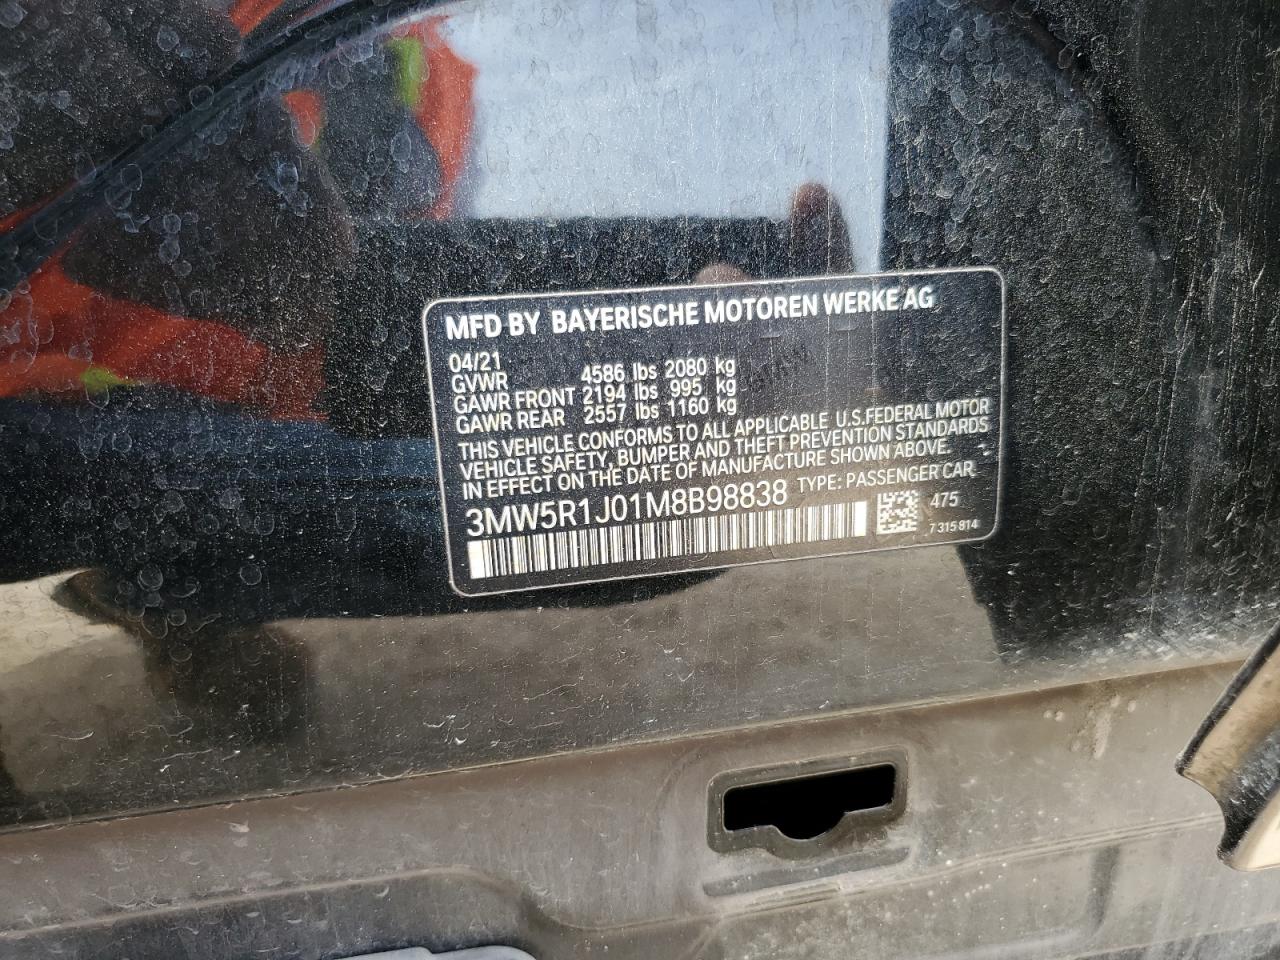 MFD BY BAYERISCHE MOTOREN WERKE AG
04/21
GVWR 4586 lbs 2080 kg
GAWR FRONT 2194 lbs 995 kg
GAWR REAR 2557 lbs 1160 kg
THIS VEHICLE CONFORMS TO ALL APPLICABLE U.S.FEDERAL MOTOR
VEHICLE SAFETY, BUMPER AND THEFT PREVENTION STANDARDS
IN EFFECT ON THE DATE OF MANUFACTURE SHOWN ABOVE.
3MW5R1J01M8B98838 TYPE: PASSENGER CAR
475
7 315 814